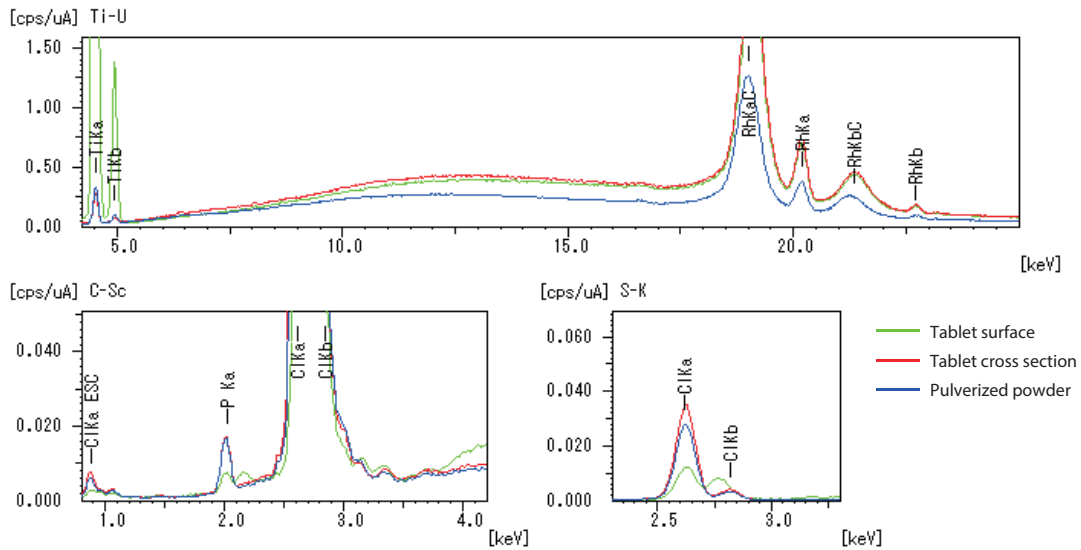 [cps/uA] Ti-U
1.50
1.00
0.50
0.00
TiKa
TiKb
RhKaC
RhKa
RhKbC
RhKb
5.0 10.0 15.0 20.0
[keV]
[cps/uA] C-Sc
0.040
0.020
0.000
ClKa ESC
P Ka
ClKa
ClKb
1.0 2.0 3.0 4.0
[keV]
[cps/uA] S-K
0.060
0.040
0.020
0.000
ClKa
ClKb
2.5 3.0
[keV]
Tablet surface
Tablet cross section
Pulverized powder